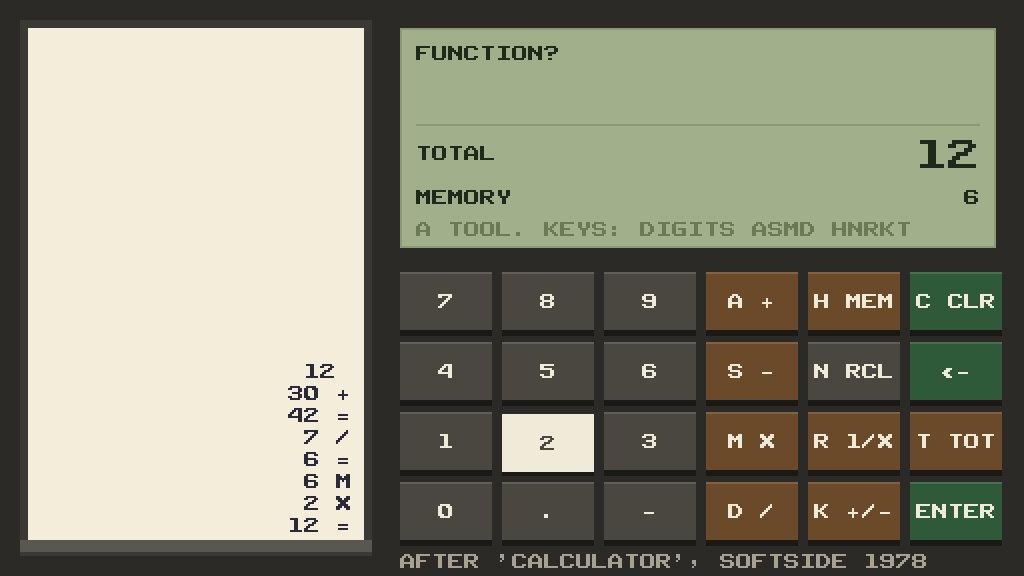 12
30 +
42 =
7 /
6 =
6 M
2 X
12 =
FUNCTION?
TOTAL 12
MEMORY 6
A TOOL. KEYS: DIGITS ASMD HNRKT
7 8 9 A + H MEM C CLR
4 5 6 S - N RCL <-
1 2 3 M X R 1/X T TOT
0 . - D / K +/- ENTER
AFTER 'CALCULATOR', SOFTSIDE 1978